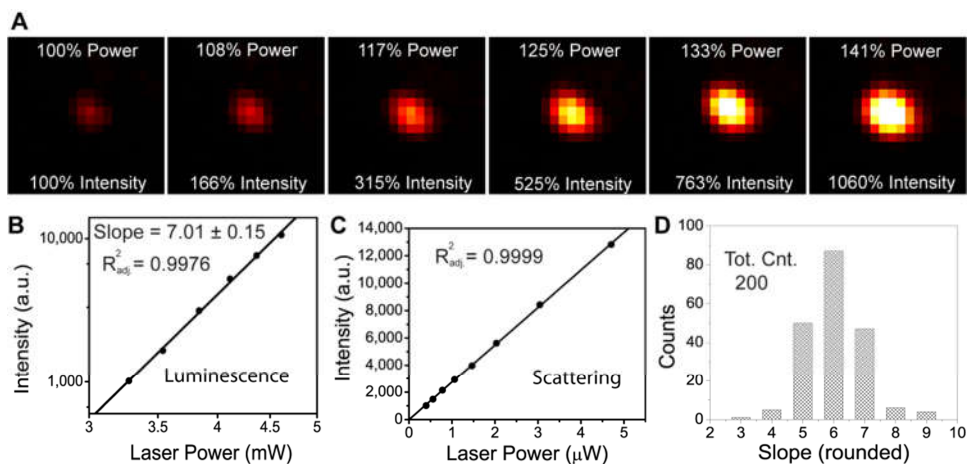 A
100% Power 108% Power 117% Power 125% Power 133% Power 141% Power
100% Intensity 166% Intensity 315% Intensity 525% Intensity 763% Intensity 1060% Intensity
B
Slope = 7.01 ± 0.15
R²adj. = 0.9976
10,000
1,000
Intensity (a.u.)
Luminescence
3 3.5 4 4.5 5
Laser Power (mW)
C
R²adj. = 0.9999
14,000
12,000
10,000
8,000
6,000
4,000
2,000
0
Intensity (a.u.)
Scattering
0 1 2 3 4 5
Laser Power (μW)
D
Tot. Cnt.
200
100
80
60
40
20
0
Counts
2 3 4 5 6 7 8 9 10
Slope (rounded)